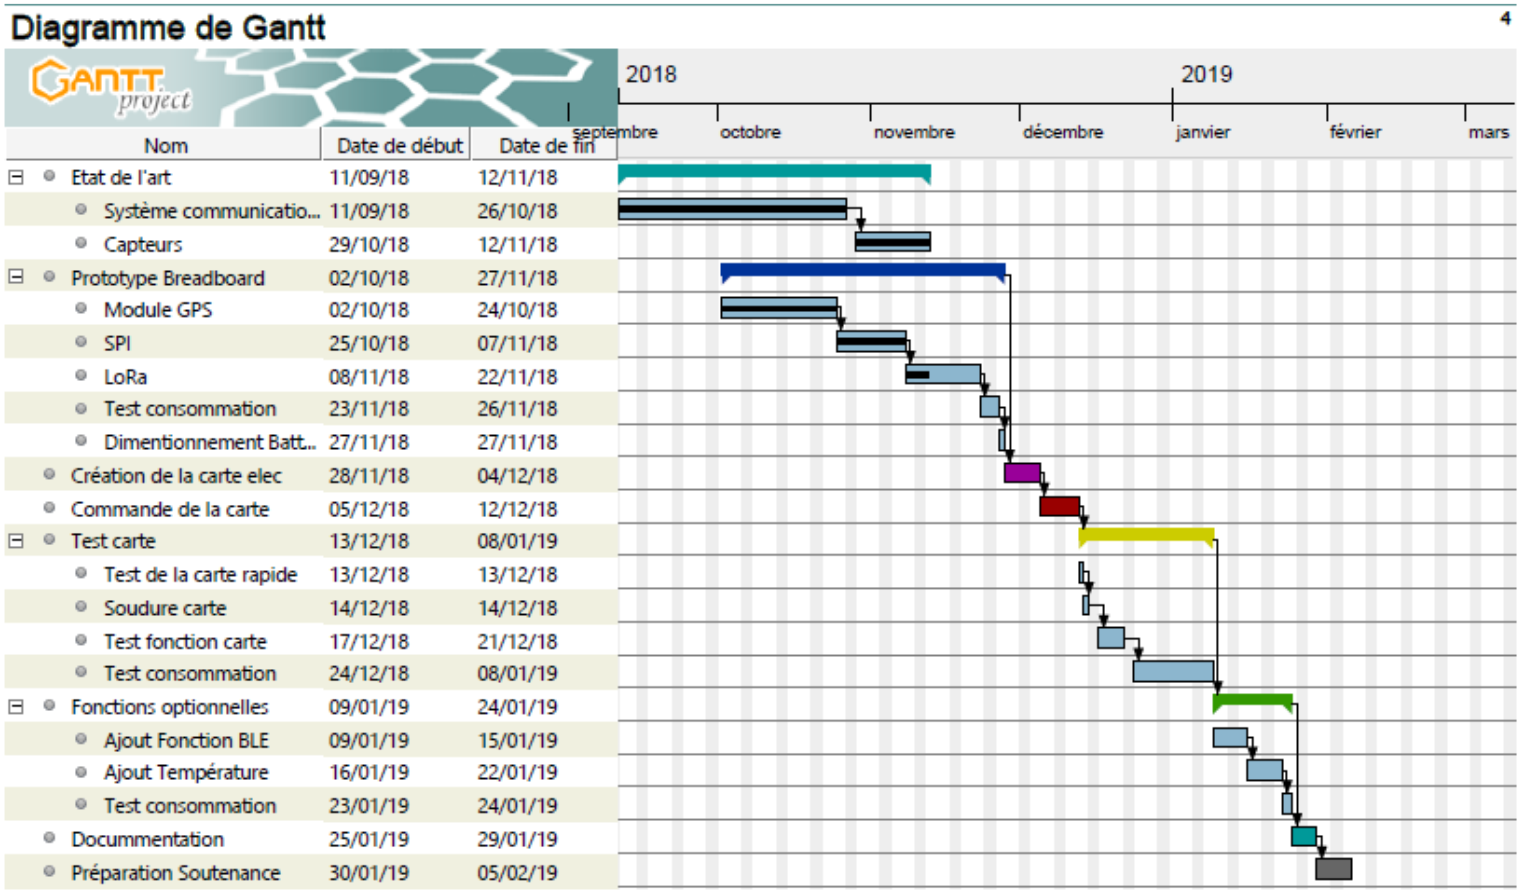 Diagramme de Gantt
4
GANTT
project
2018 2019
septembre octobre novembre décembre janvier février mars
Nom Date de début Date de fin
Etat de l'art 11/09/18 12/11/18
Système communicatio... 11/09/18 26/10/18
Capteurs 29/10/18 12/11/18
Prototype Breadboard 02/10/18 27/11/18
Module GPS 02/10/18 24/10/18
SPI 25/10/18 07/11/18
LoRa 08/11/18 22/11/18
Test consommation 23/11/18 26/11/18
Dimentionnement Batt... 27/11/18 27/11/18
Création de la carte elec 28/11/18 04/12/18
Commande de la carte 05/12/18 12/12/18
Test carte 13/12/18 08/01/19
Test de la carte rapide 13/12/18 13/12/18
Soudure carte 14/12/18 14/12/18
Test fonction carte 17/12/18 21/12/18
Test consommation 24/12/18 08/01/19
Fonctions optionnelles 09/01/19 24/01/19
Ajout Fonction BLE 09/01/19 15/01/19
Ajout Température 16/01/19 22/01/19
Test consommation 23/01/19 24/01/19
Docummentation 25/01/19 29/01/19
Préparation Soutenance 30/01/19 05/02/19